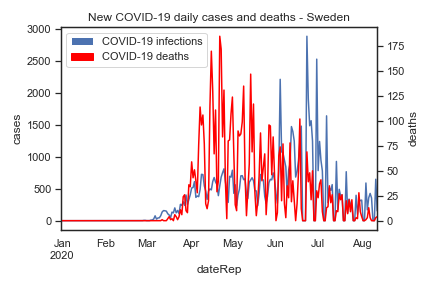 New COVID-19 daily cases and deaths - Sweden
COVID-19 infections
COVID-19 deaths
cases
3000
2500
2000
1500
1000
500
0
deaths
175
150
125
100
75
50
25
0
Jan Feb Mar Apr May Jun Jul Aug
2020
dateRep